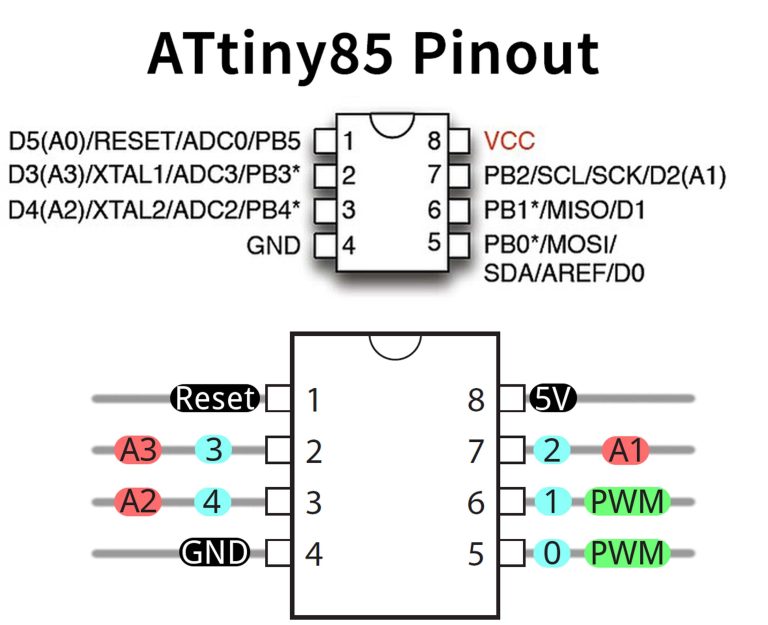 ATtiny85 Pinout
D5(A0)/RESET/ADC0/PB5 1 8 VCC
D3(A3)/XTAL1/ADC3/PB3* 2 7 PB2/SCL/SCK/D2(A1)
D4(A2)/XTAL2/ADC2/PB4* 3 6 PB1*/MISO/D1
GND 4 5 PB0*/MOSI/
SDA/AREF/D0
Reset 1 8 5V
A3 3 2 7 2 A1
A2 4 3 6 1 PWM
GND 4 5 0 PWM